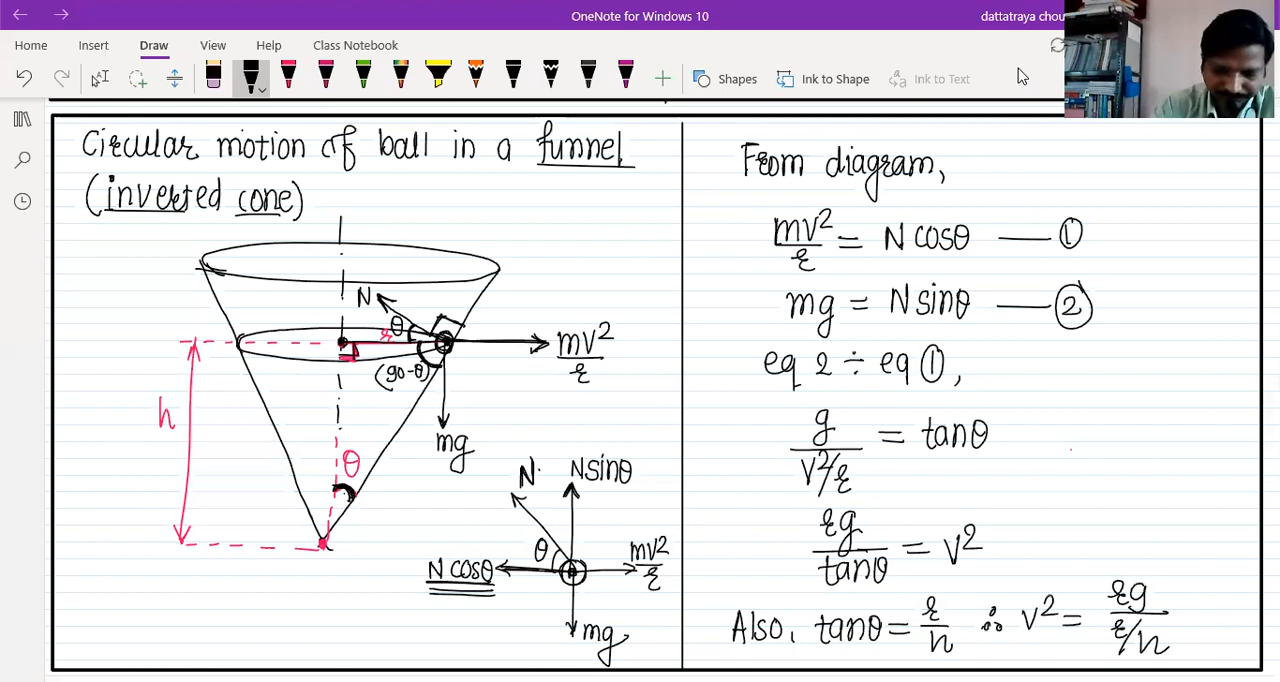 OneNote for Windows 10
dattatraya chou
Home Insert Draw View Help Class Notebook
Shapes Ink to Shape Ink to Text
Circular motion of ball in a funnel
(inverted cone)
N
θ
r
mv²/r
(90-θ)
h
mg
θ
N
N sinθ
θ
N cosθ
mv²/r
mg
From diagram,
mv²/r = N cosθ — ①
mg = N sinθ — ②
eq 2 ÷ eq ①,
g/(v²/r) = tanθ
rg/tanθ = v²
Also, tanθ = r/h ∴ v² = rg/(r/h)